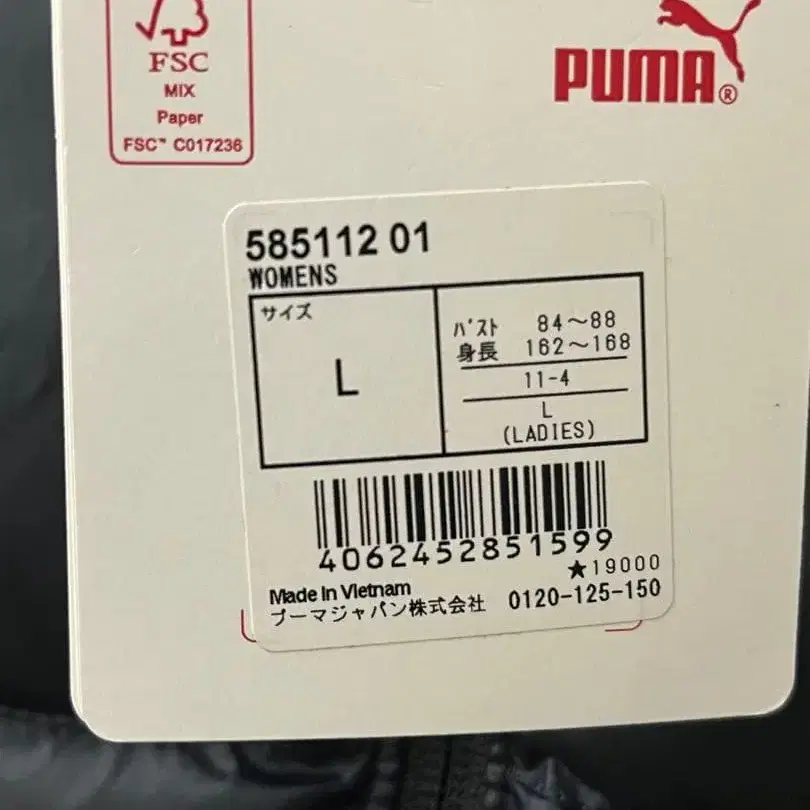 FSC
MIX
Paper
FSC™ C017236
PUMA®
585112 01
WOMENS
サイズ
L
バスト 84～88
身長 162～168
11-4
L
(LADIES)
4062452851599
★19000
Made In Vietnam
プーマジャパン株式会社 0120-125-150